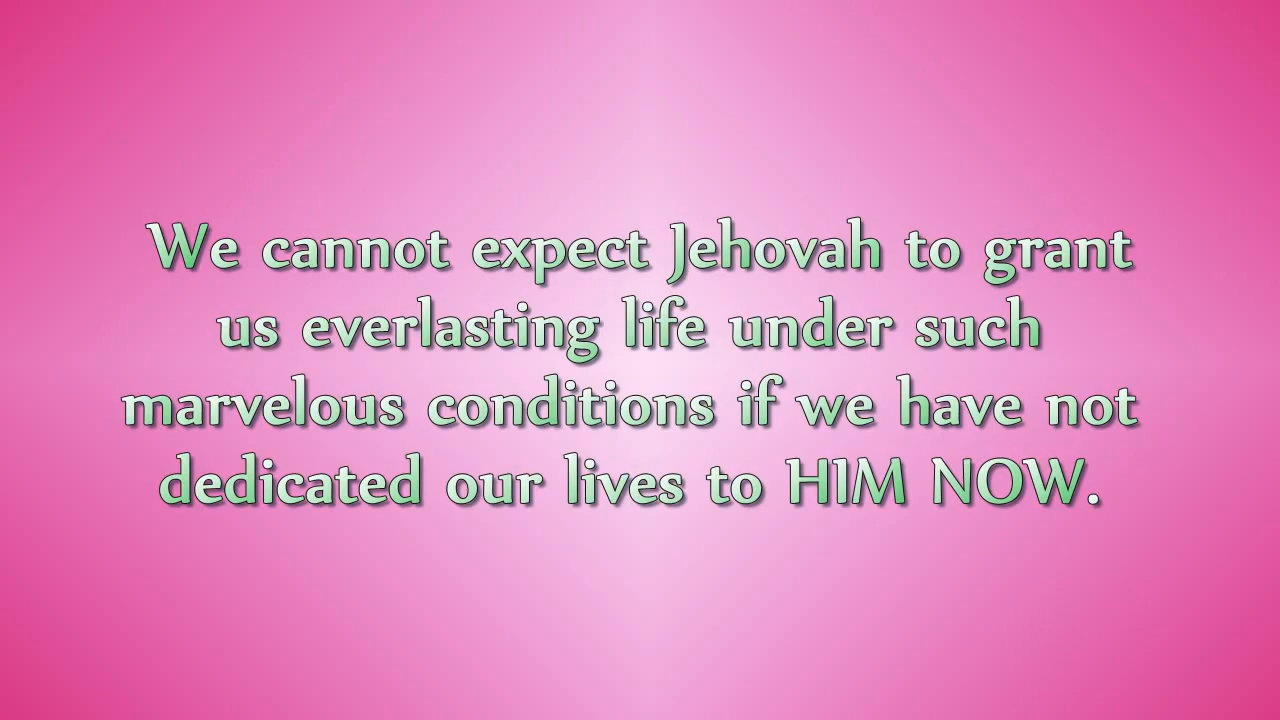 We cannot expect Jehovah to grant
us everlasting life under such
marvelous conditions if we have not
dedicated our lives to HIM NOW.